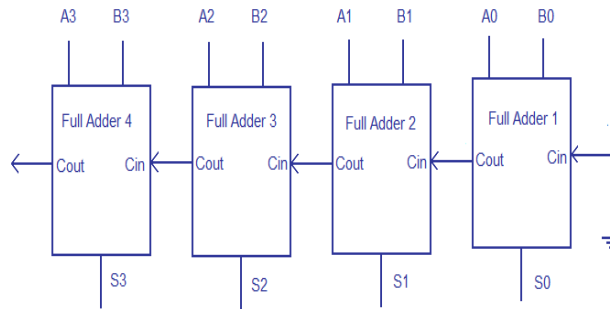 A3 B3 A2 B2 A1 B1 A0 B0
Full Adder 4 Full Adder 3 Full Adder 2 Full Adder 1
Cout Cin Cout Cin Cout Cin Cout Cin
S3 S2 S1 S0